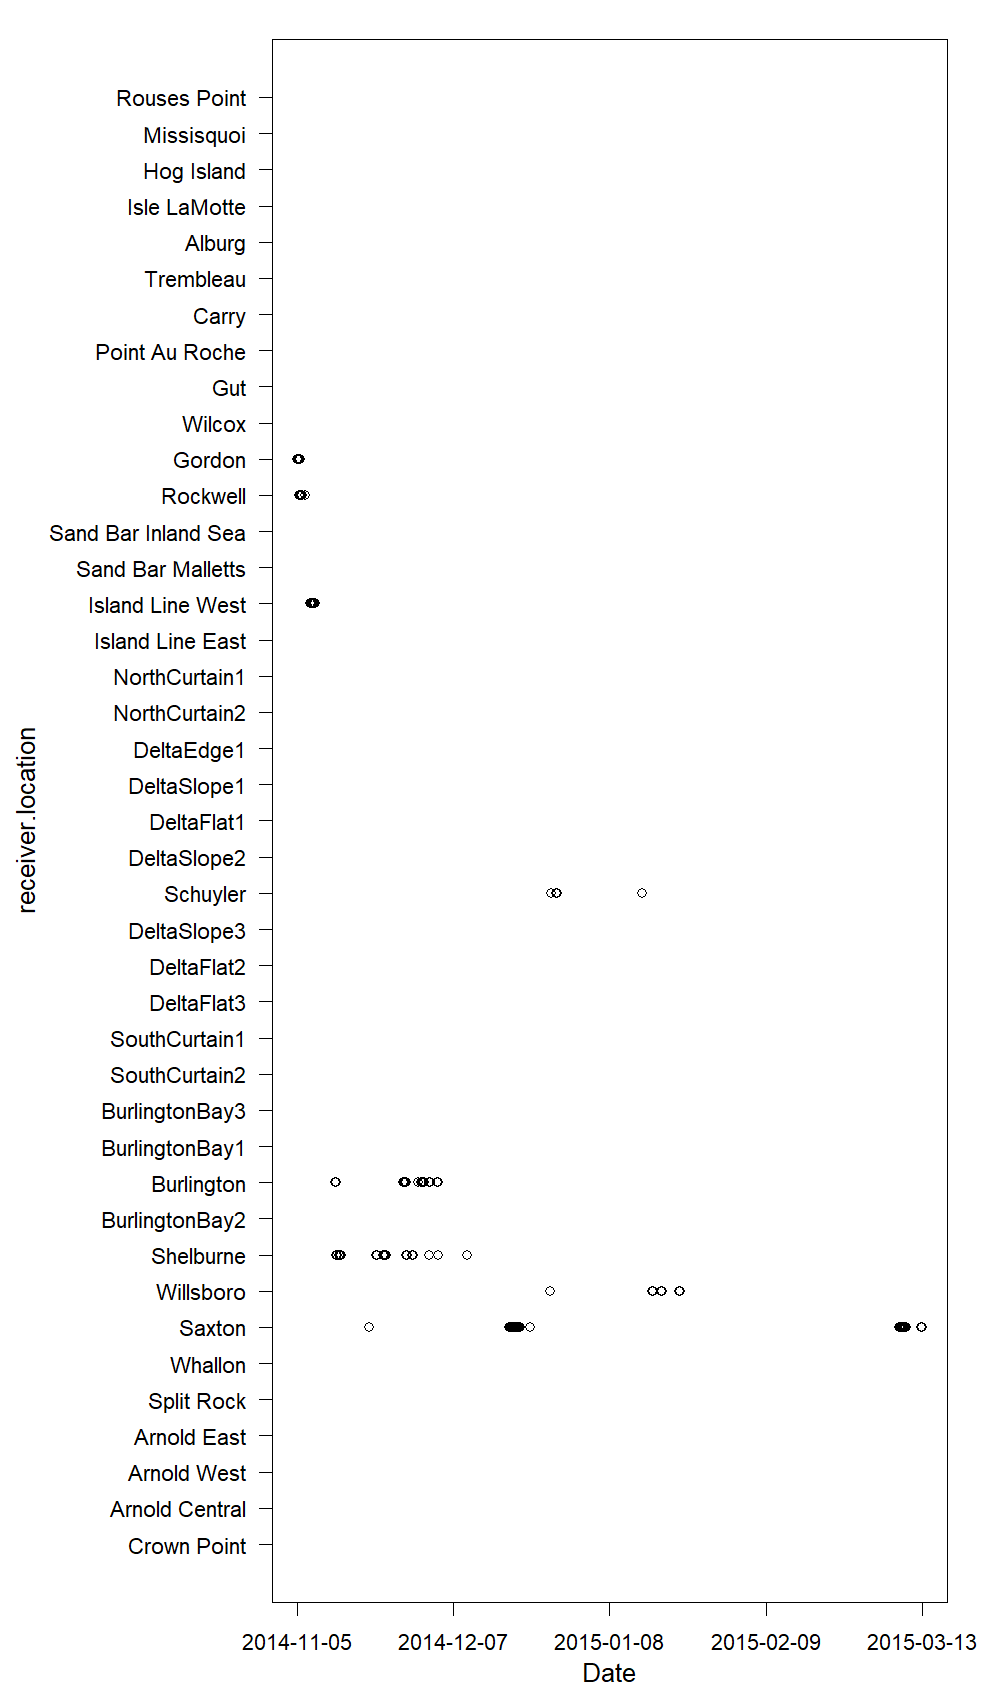 Rouses Point
Missisquoi
Hog Island
Isle LaMotte
Alburg
Trembleau
Carry
Point Au Roche
Gut
Wilcox
Gordon
Rockwell
Sand Bar Inland Sea
Sand Bar Malletts
Island Line West
Island Line East
NorthCurtain1
NorthCurtain2
DeltaEdge1
DeltaSlope1
DeltaFlat1
DeltaSlope2
Schuyler
DeltaSlope3
DeltaFlat2
DeltaFlat3
SouthCurtain1
SouthCurtain2
BurlingtonBay3
BurlingtonBay1
Burlington
BurlingtonBay2
Shelburne
Willsboro
Saxton
Whallon
Split Rock
Arnold East
Arnold West
Arnold Central
Crown Point
receiver.location
2014-11-05 2014-12-07 2015-01-08 2015-02-09 2015-03-13
Date